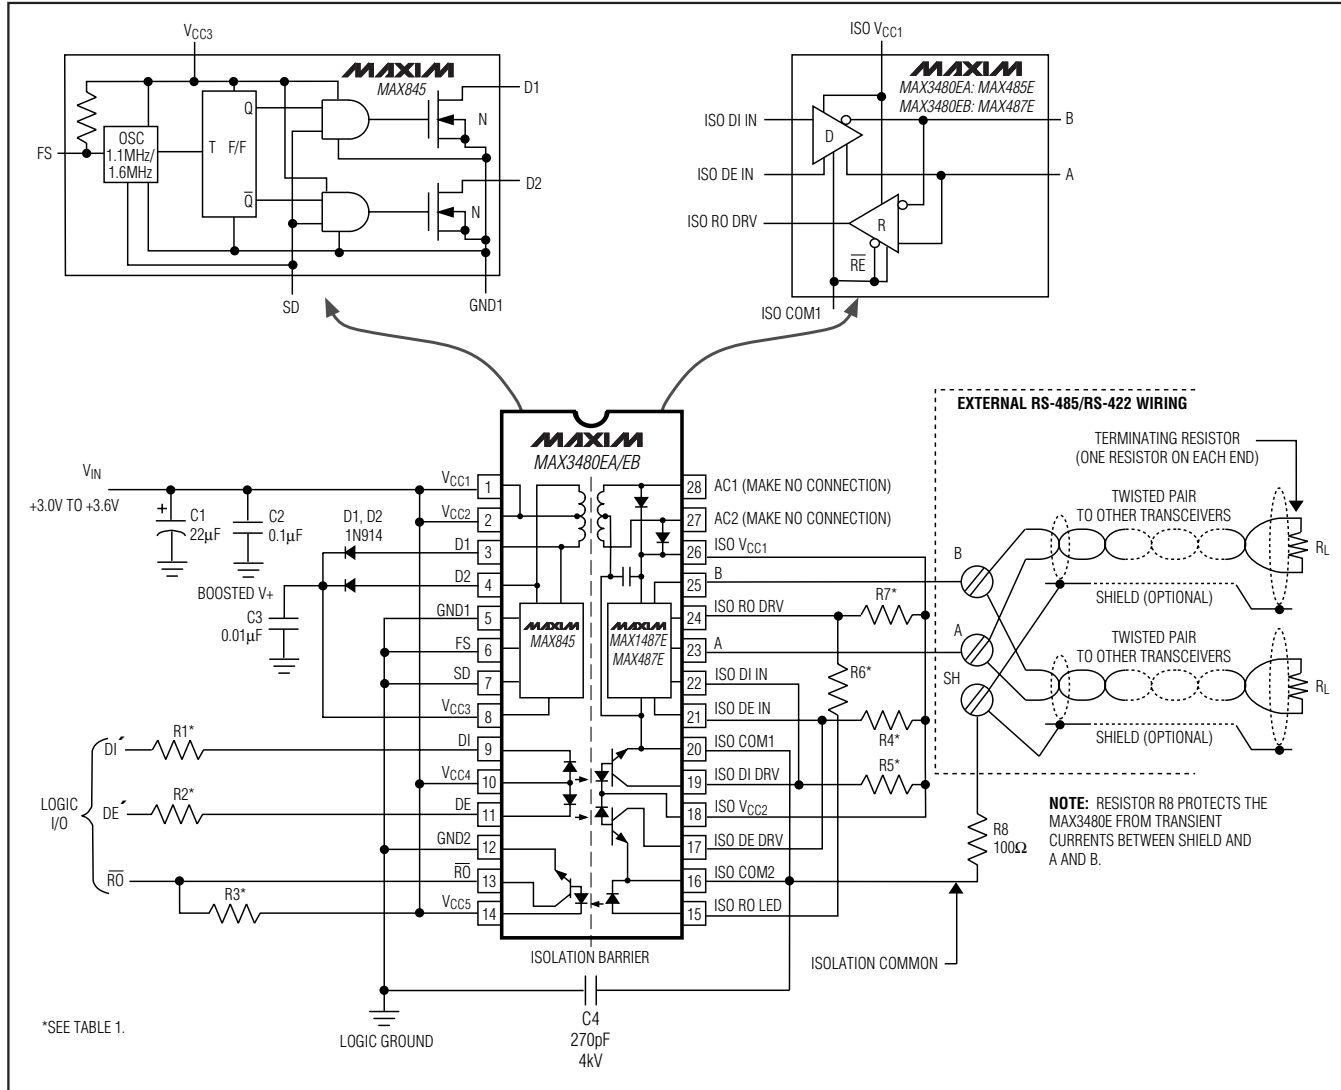 VCC3
MAXIM
MAX845
D1
Q
N
OSC
1.1MHz/
1.6MHz
FS
T F/F
D2
Q
N
SD
GND1
ISO VCC1
MAXIM
MAX3480EA: MAX485E
MAX3480EB: MAX487E
ISO DI IN
D
B
ISO DE IN
A
ISO RO DRV
R
RE
ISO COM1
MAXIM
MAX3480EA/EB
VIN
+3.0V TO +3.6V
C1
22µF
C2
0.1µF
D1, D2
1N914
BOOSTED V+
C3
0.01µF
VCC1
1
VCC2
2
D1
3
D2
4
GND1
5
FS
6
SD
7
VCC3
8
DI
9
VCC4
10
DE
11
GND2
12
RO
13
VCC5
14
MAXIM
MAX845
MAXIM
MAX1487E
MAX487E
28
AC1 (MAKE NO CONNECTION)
27
AC2 (MAKE NO CONNECTION)
26
ISO VCC1
25
B
24
ISO RO DRV
23
A
22
ISO DI IN
21
ISO DE IN
20
ISO COM1
19
ISO DI DRV
18
ISO VCC2
17
ISO DE DRV
16
ISO COM2
15
ISO RO LED
R7*
R6*
R4*
R5*
LOGIC
I/O
DI´
R1*
DE´
R2*
RO
R3*
ISOLATION BARRIER
C4
270pF
4kV
LOGIC GROUND
*SEE TABLE 1.
EXTERNAL RS-485/RS-422 WIRING
TERMINATING RESISTOR
(ONE RESISTOR ON EACH END)
TWISTED PAIR
TO OTHER TRANSCEIVERS
B
RL
SHIELD (OPTIONAL)
A
TWISTED PAIR
TO OTHER TRANSCEIVERS
SH
RL
SHIELD (OPTIONAL)
R8
100Ω
NOTE: RESISTOR R8 PROTECTS THE
MAX3480E FROM TRANSIENT
CURRENTS BETWEEN SHIELD AND
A AND B.
ISOLATION COMMON